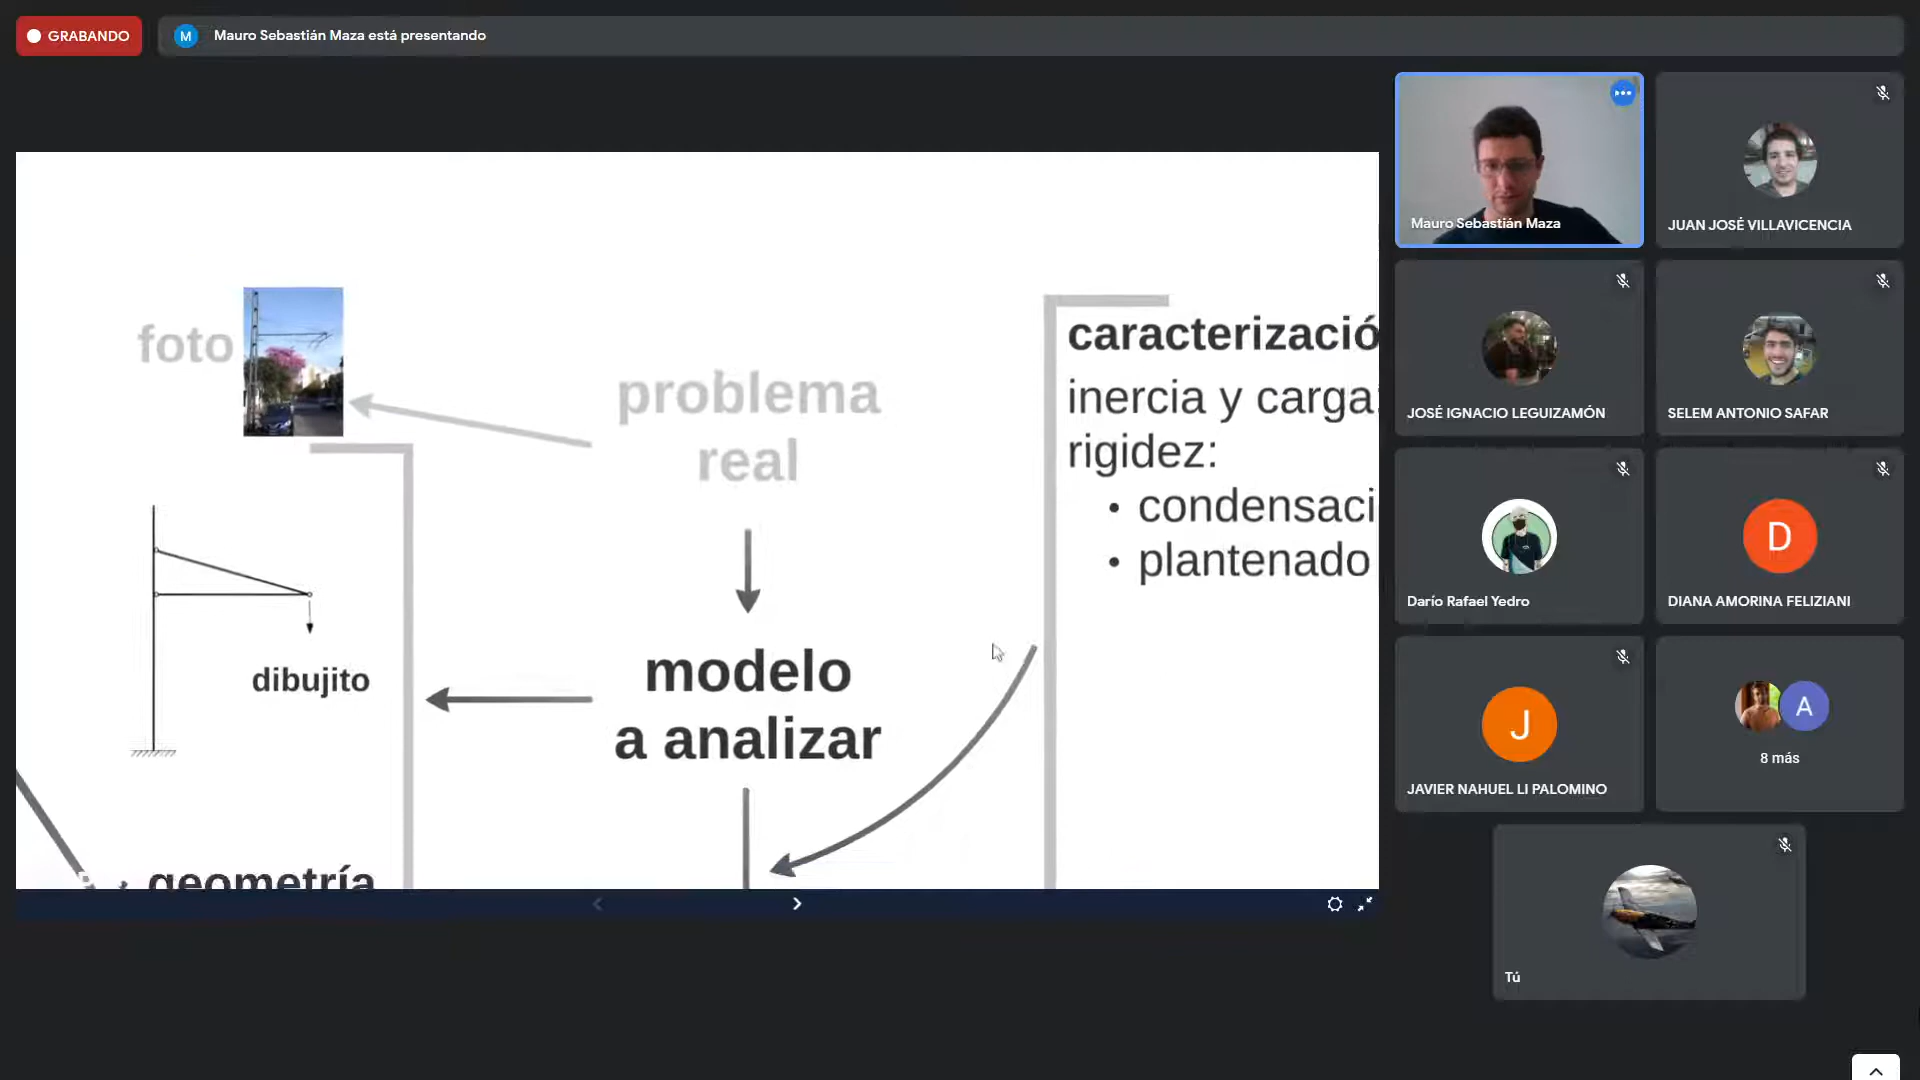 GRABANDO
M
Mauro Sebastián Maza está presentando
foto
problema
real
modelo
a analizar
dibujito
geometría
caracterizació
inercia y carga:
rigidez:
• condensaci
• plantenado
Mauro Sebastián Maza
JUAN JOSÉ VILLAVICENCIA
JOSÉ IGNACIO LEGUIZAMÓN
SELEM ANTONIO SAFAR
Darío Rafael Yedro
D
DIANA AMORINA FELIZIANI
J
JAVIER NAHUEL LI PALOMINO
A
8 más
Tú